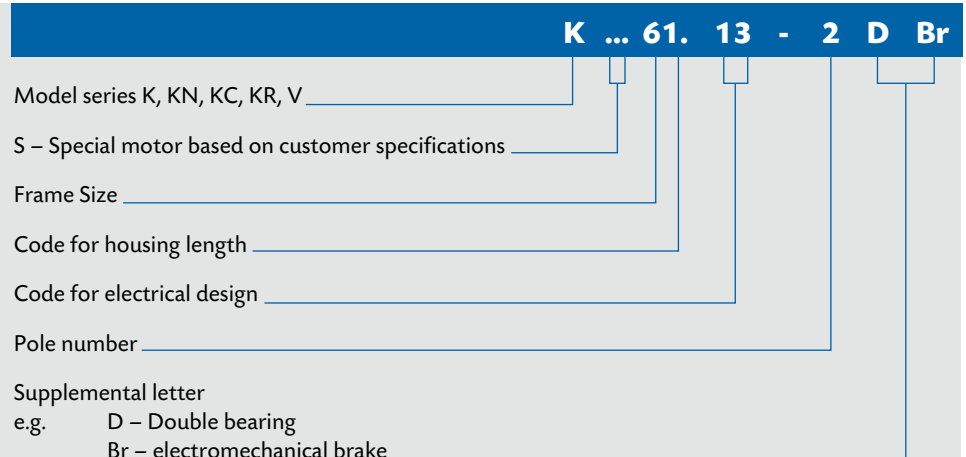 K ... 61. 13 - 2 D Br
Model series K, KN, KC, KR, V
S – Special motor based on customer specifications
Frame Size
Code for housing length
Code for electrical design
Pole number
Supplemental letter
e.g. D – Double bearing
Br – electromechanical brake